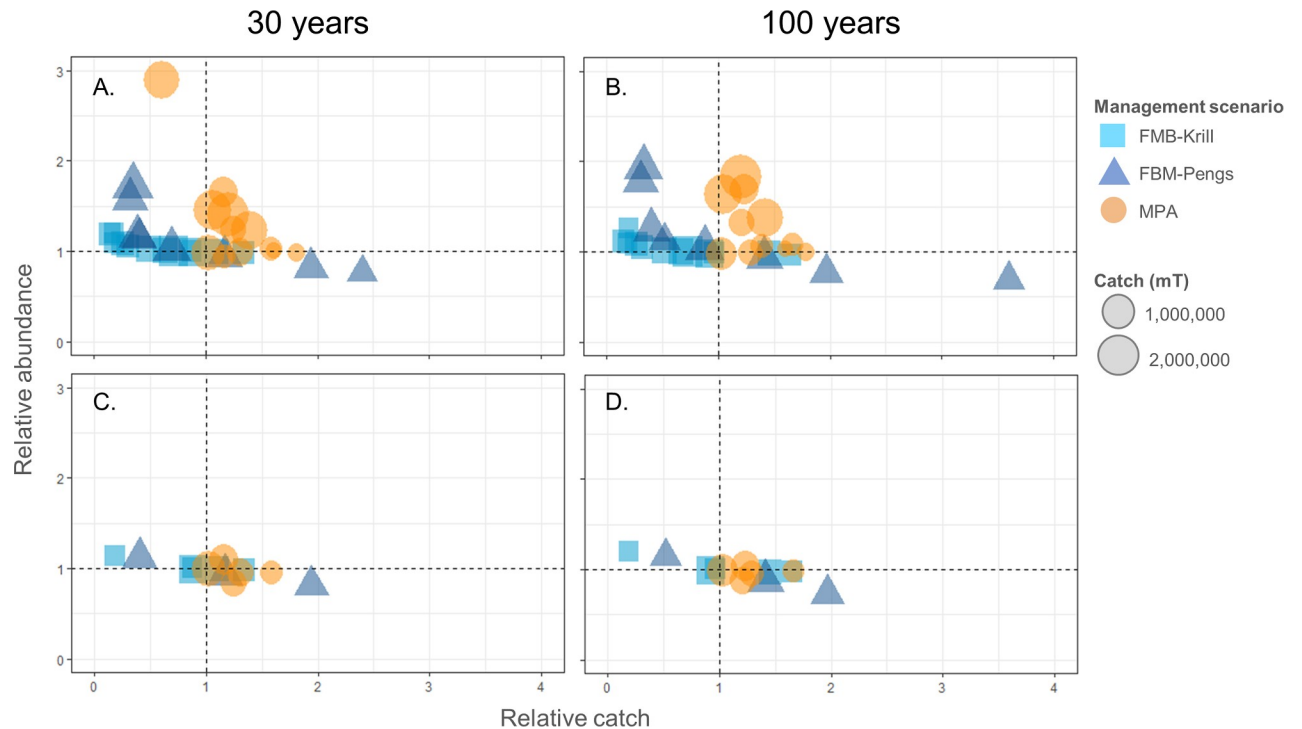 30 years
100 years
A.
B.
3
2
1
0
C.
D.
3
2
1
0
0 1 2 3 4
0 1 2 3 4
Relative abundance
Relative catch
Management scenario
FMB-Krill
FBM-Pengs
MPA
Catch (mT)
1,000,000
2,000,000